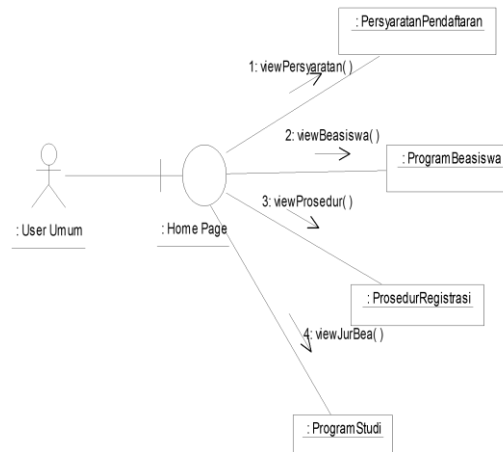 : PersyaratanPendaftaran
1: viewPersyaratan( )
2: viewBeasiswa( )
: ProgramBeasiswa
3: viewProsedur( )
: User Umum
: Home Page
: ProsedurRegistrasi
4: viewJurBea( )
: ProgramStudi